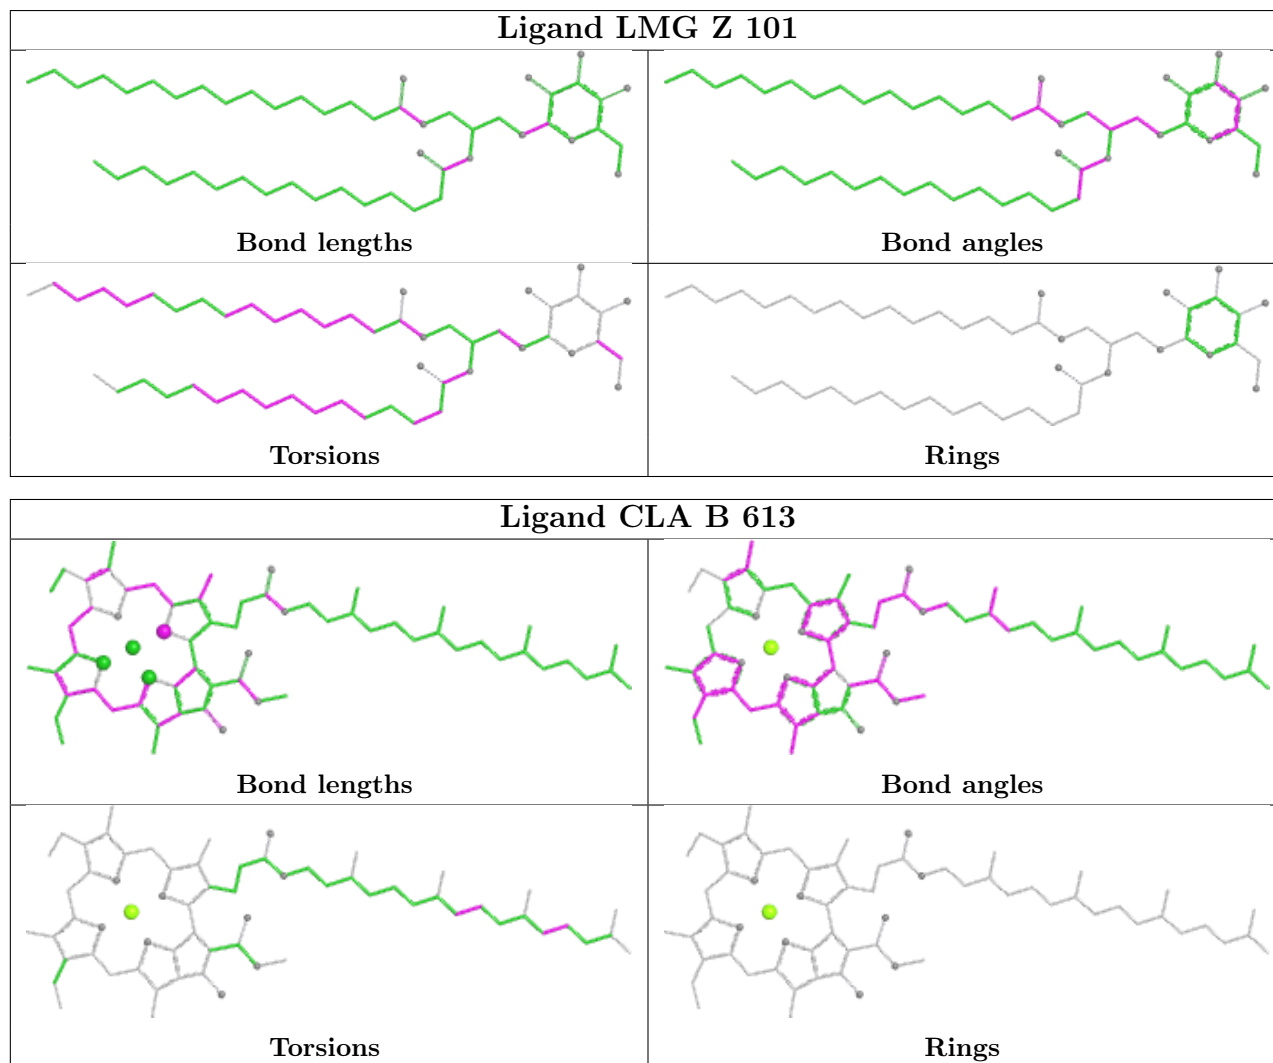 Ligand LMG Z 101
Bond lengths
Bond angles
Torsions
Rings
Ligand CLA B 613
Bond lengths
Bond angles
Torsions
Rings